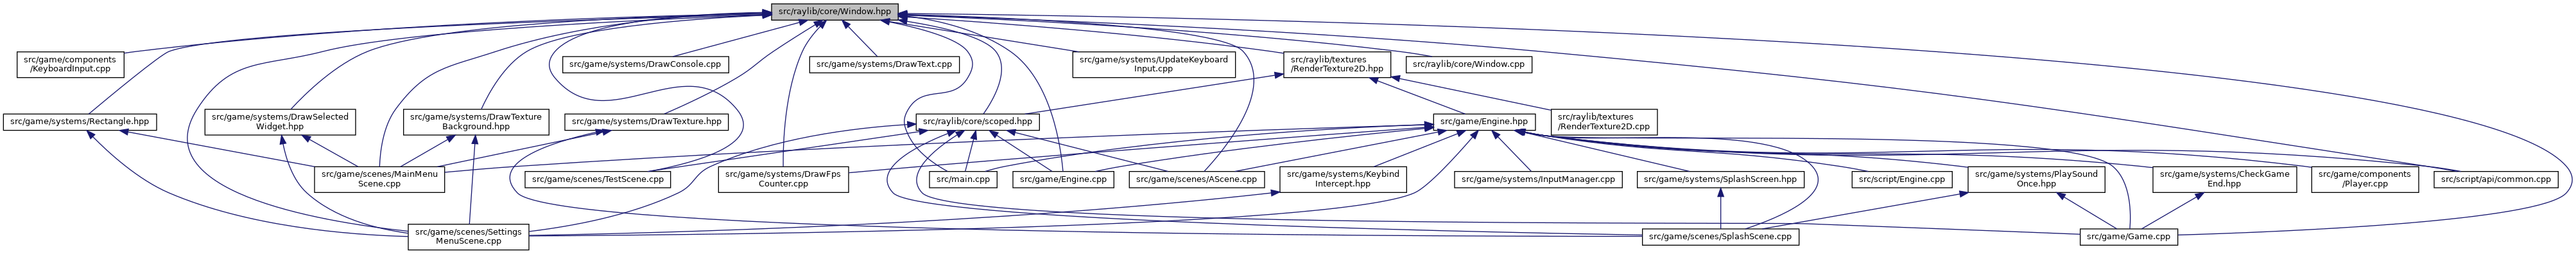 src/raylib/core/Window.hpp
src/game/components
/KeyboardInput.cpp
src/game/systems/DrawConsole.cpp
src/game/systems/DrawText.cpp
src/game/systems/UpdateKeyboard
Input.cpp
src/raylib/textures
/RenderTexture2D.hpp
src/raylib/core/Window.cpp
src/game/systems/Rectangle.hpp
src/game/systems/DrawSelected
Widget.hpp
src/game/systems/DrawTexture
Background.hpp
src/game/systems/DrawTexture.hpp
src/raylib/core/scoped.hpp
src/game/Engine.hpp
src/raylib/textures
/RenderTexture2D.cpp
src/game/scenes/MainMenu
Scene.cpp
src/game/scenes/TestScene.cpp
src/game/systems/DrawFps
Counter.cpp
src/main.cpp
src/game/Engine.cpp
src/game/scenes/AScene.cpp
src/game/systems/Keybind
Intercept.hpp
src/game/systems/InputManager.cpp
src/game/systems/SplashScreen.hpp
src/script/Engine.cpp
src/game/systems/PlaySound
Once.hpp
src/game/systems/CheckGame
End.hpp
src/game/components
/Player.cpp
src/script/api/common.cpp
src/game/scenes/Settings
MenuScene.cpp
src/game/scenes/SplashScene.cpp
src/game/Game.cpp